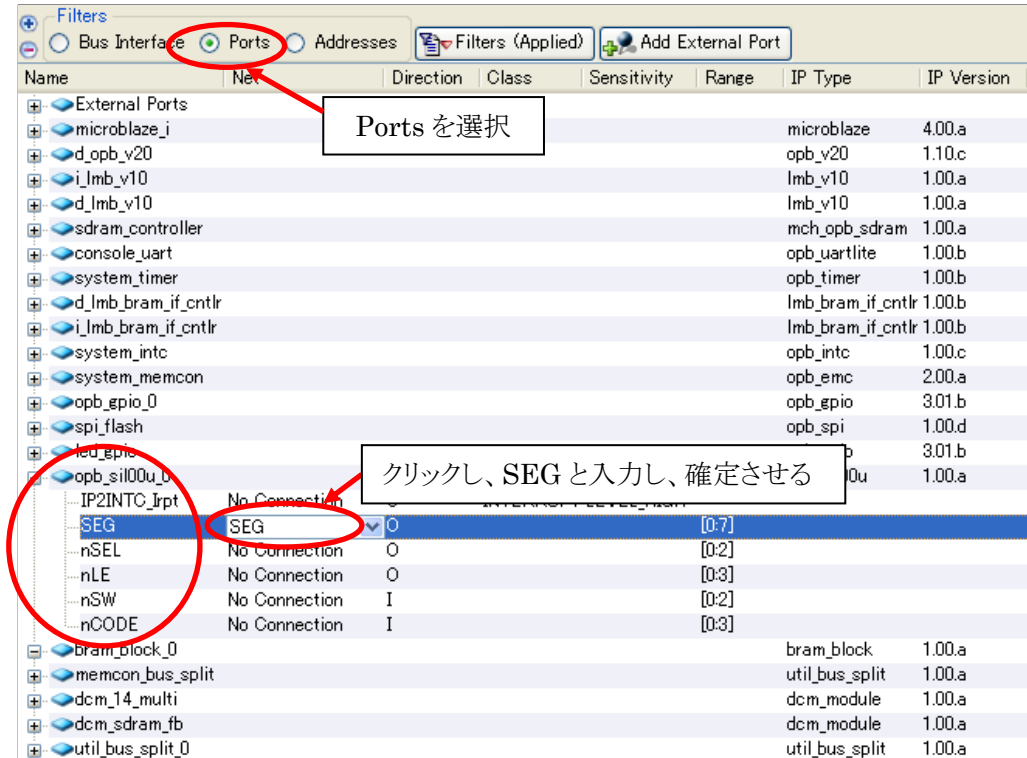 Filters
Bus Interface Ports Addresses Filters (Applied) Add External Port
Name Net Direction Class Sensitivity Range IP Type IP Version
External Ports
Portsを選択
microblaze_i microblaze 4.00.a
d_opb_v20 opb_v20 1.10.c
i_lmb_v10 lmb_v10 1.00.a
d_lmb_v10 lmb_v10 1.00.a
sdram_controller mch_opb_sdram 1.00.a
console_uart opb_uartlite 1.00.b
system_timer opb_timer 1.00.b
d_lmb_bram_if_cntlr lmb_bram_if_cntlr 1.00.b
i_lmb_bram_if_cntlr lmb_bram_if_cntlr 1.00.b
system_intc opb_intc 1.00.c
system_memcon opb_emc 2.00.a
opb_gpio_0 opb_gpio 3.01.b
spi_flash opb_spi 1.00.d
led_gpio 3.01.b
クリックし、SEGと入力し、確定させる
opb_sil00u_0 1.00.a
IP2INTC_Irpt No Connection
SEG SEG O [0:7]
nSEL No Connection O [0:2]
nLE No Connection O [0:3]
nSW No Connection I [0:2]
nCODE No Connection I [0:3]
bram_block_0 bram_block 1.00.a
memcon_bus_split util_bus_split 1.00.a
dcm_14_multi dcm_module 1.00.a
dcm_sdram_fb dcm_module 1.00.a
util_bus_split_0 util_bus_split 1.00.a